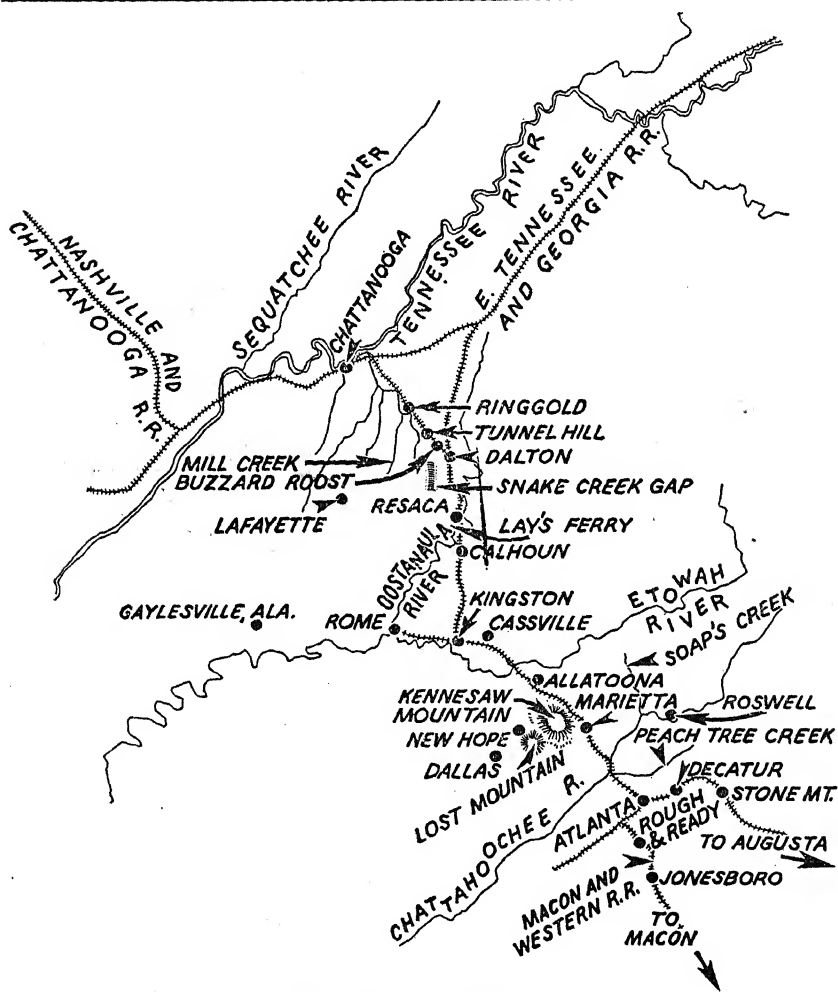 NASHVILLE AND
CHATTANOOGA R.R.
SEQUATCHEE RIVER
CHATTANOOGA
TENNESSEE RIVER
E. TENNESSEE
AND GEORGIA R.R.
RINGGOLD
TUNNEL HILL
DALTON
MILL CREEK
BUZZARD ROOST
SNAKE CREEK GAP
LAFAYETTE
RESACA
LAY'S FERRY
CALHOUN
OOSTANAULA
RIVER
GAYLESVILLE, ALA.
ROME
KINGSTON
CASSVILLE
ETOWAH
RIVER
SOAP'S CREEK
ALLATOONA
KENNESAW
MOUNTAIN
MARIETTA
ROSWELL
NEW HOPE
PEACH TREE CREEK
DALLAS
LOST MOUNTAIN
DECATUR
STONE MT.
ATLANTA
ROUGH
& READY
TO AUGUSTA
CHATTAHOOCHEE R.
JONESBORO
MACON AND
WESTERN R.R.
TO
MACON